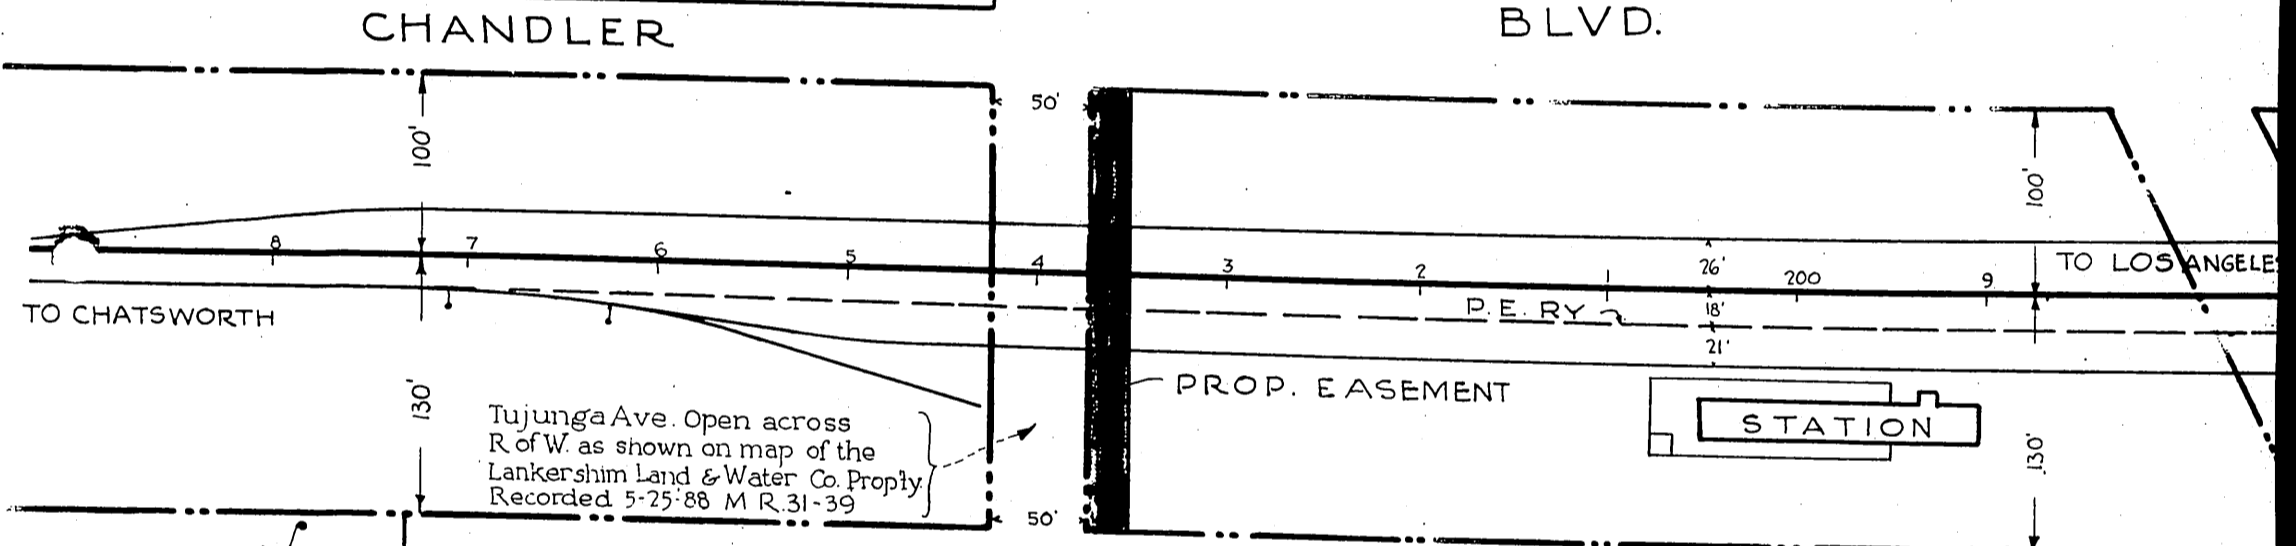 CHANDLER BLVD.
50'
100'
100'
8 7 6 5 4 3 2 1 200 9
26'
TO LOS ANGELE
TO CHATSWORTH
P. E. RY
18'
21'
PROP. EASEMENT
STATION
130'
130'
Tujunga Ave. Open across
R of W. as shown on map of the
Lankershim Land & Water Co. Prop'ty.
Recorded 5-25-88 M R. 31-39
50'